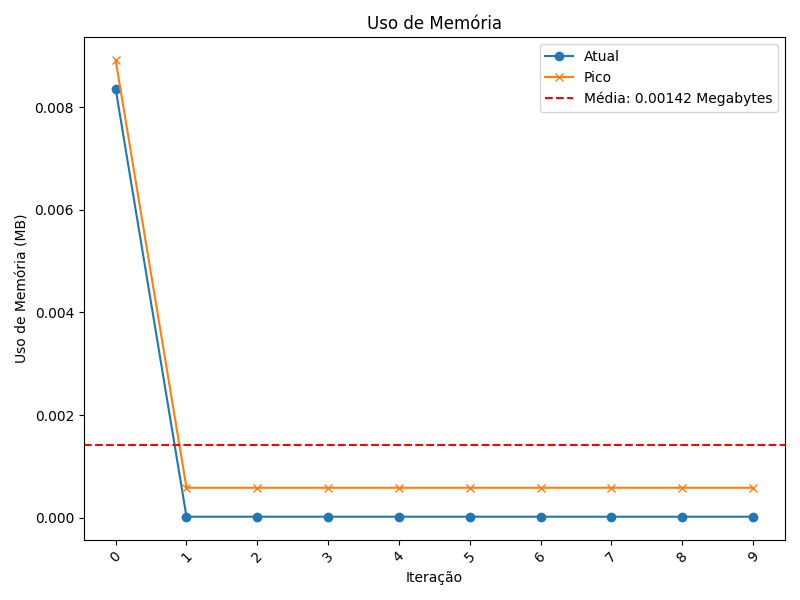 Uso de Memória
Atual
Pico
Média: 0.00142 Megabytes
0.008
0.006
0.004
0.002
0.000
Uso de Memória (MB)
0 1 2 3 4 5 6 7 8 9
Iteração